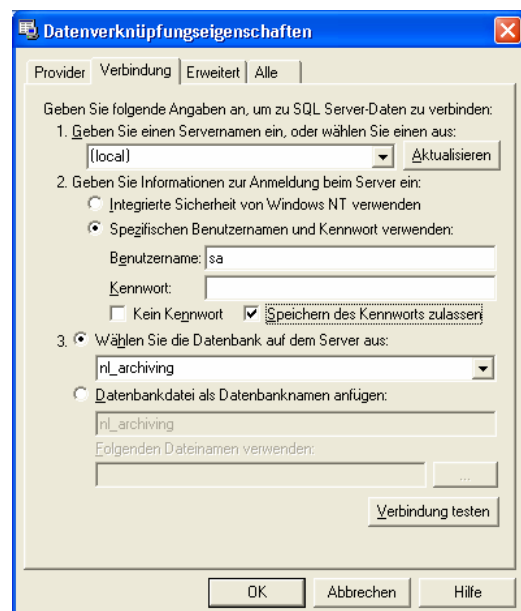 Datenverknüpfungseigenschaften
Provider Verbindung Erweitert Alle
Geben Sie folgende Angaben an, um zu SQL Server-Daten zu verbinden:
1. Geben Sie einen Servernamen ein, oder wählen Sie einen aus:
(local) Aktualisieren
2. Geben Sie Informationen zur Anmeldung beim Server ein:
Integrierte Sicherheit von Windows NT verwenden
Spezifischen Benutzernamen und Kennwort verwenden:
Benutzername: sa
Kennwort:
Kein Kennwort Speichern des Kennworts zulassen
3. Wählen Sie die Datenbank auf dem Server aus:
nl_archiving
Datenbankdatei als Datenbanknamen anfügen:
nl_archiving
Folgenden Dateinamen verwenden:
...
Verbindung testen
OK Abbrechen Hilfe